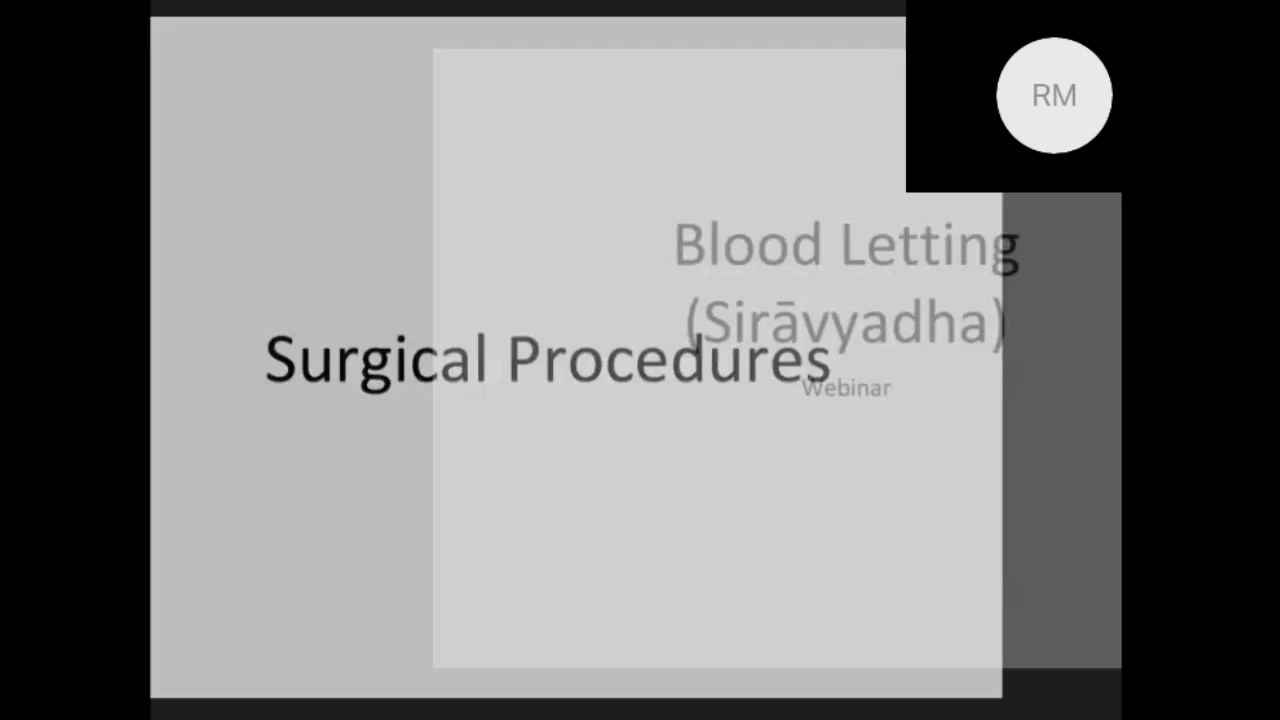 RM
Blood Letting
(Sirāvyadha)
Surgical Procedures
Webinar